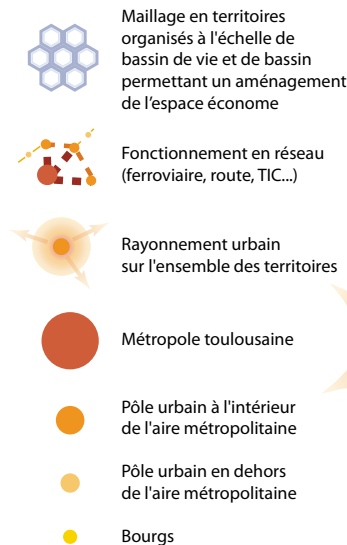 Maillage en territoires
organisés à l'échelle de
bassin de vie et de bassin
permettant un aménagement
de l'espace économe
Fonctionnement en réseau
(ferroviaire, route, TIC...)
Rayonnement urbain
sur l'ensemble des territoires
Métropole toulousaine
Pôle urbain à l'intérieur
de l'aire métropolitaine
Pôle urbain en dehors
de l'aire métropolitaine
Bourgs